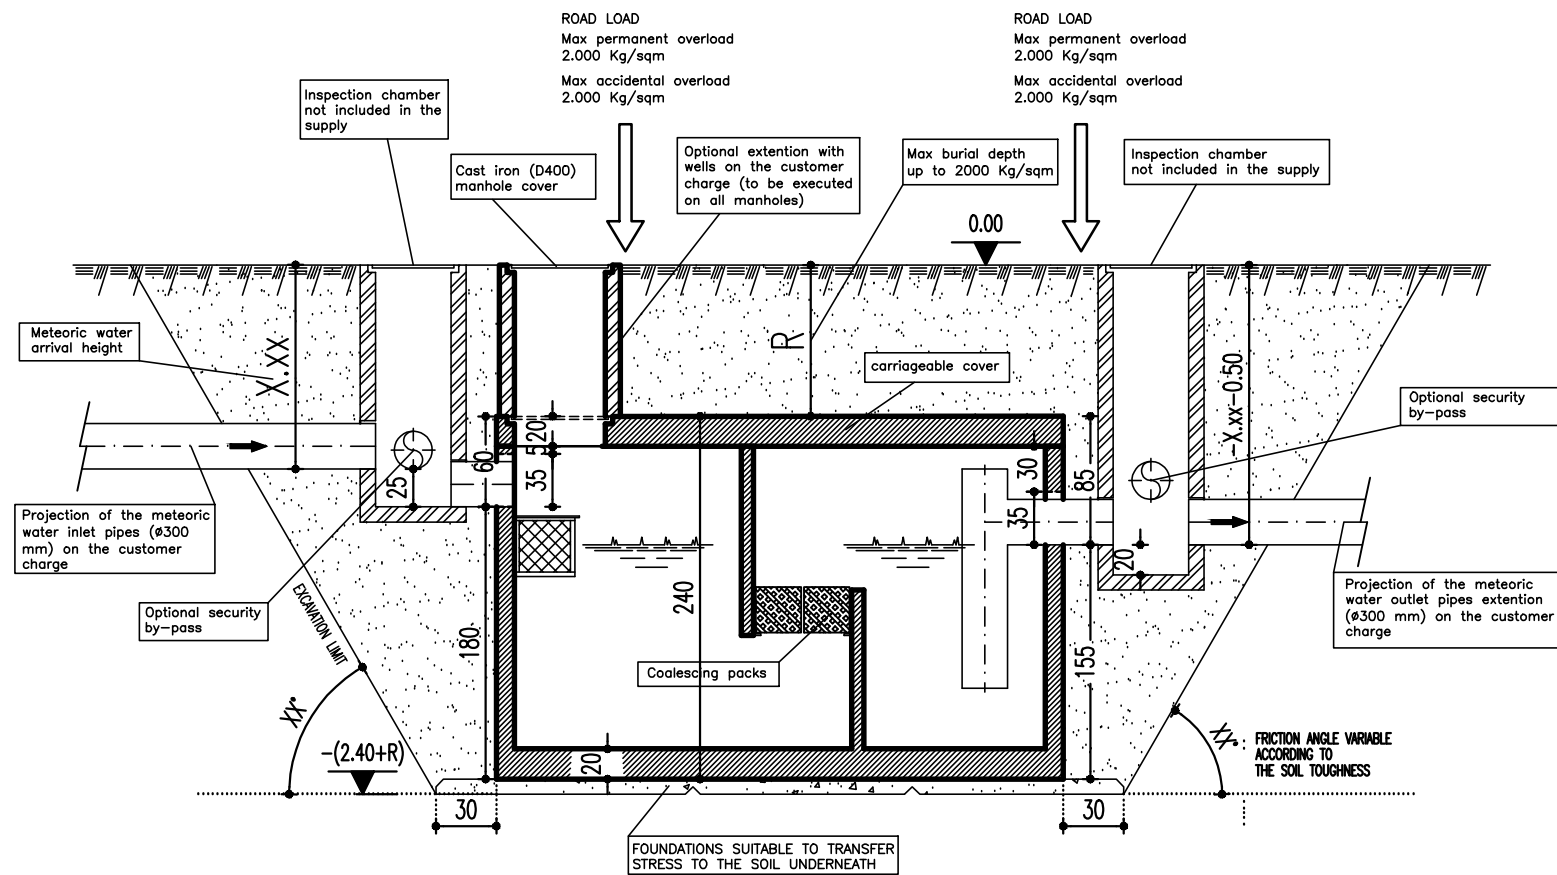 ROAD LOAD
Max permanent overload
2.000 Kg/sqm
Max accidental overload
2.000 Kg/sqm
ROAD LOAD
Max permanent overload
2.000 Kg/sqm
Max accidental overload
2.000 Kg/sqm
Inspection chamber
not included in the
supply
Cast iron (D400)
manhole cover
Optional extention with
wells on the customer
charge (to be executed
on all manholes)
Max burial depth
up to 2000 Kg/sqm
Inspection chamber
not included in the supply
0.00
Meteoric water
arrival height
X.XX
R
carriageable cover
-X.xx-0.50
Optional security
by-pass
20
5
60
35
25
30
85
35
20
Projection of the meteoric
water inlet pipes (ø300
mm) on the customer
charge
Optional security
by-pass
EXCAVATION LIMIT
240
180
155
Coalescing packs
Projection of the meteoric
water outlet pipes extention
(ø300 mm) on the customer
charge
XX°
-(2.40+R)
20
XX°:
FRICTION ANGLE VARIABLE
ACCORDING TO
THE SOIL TOUGHNESS
30
30
FOUNDATIONS SUITABLE TO TRANSFER
STRESS TO THE SOIL UNDERNEATH